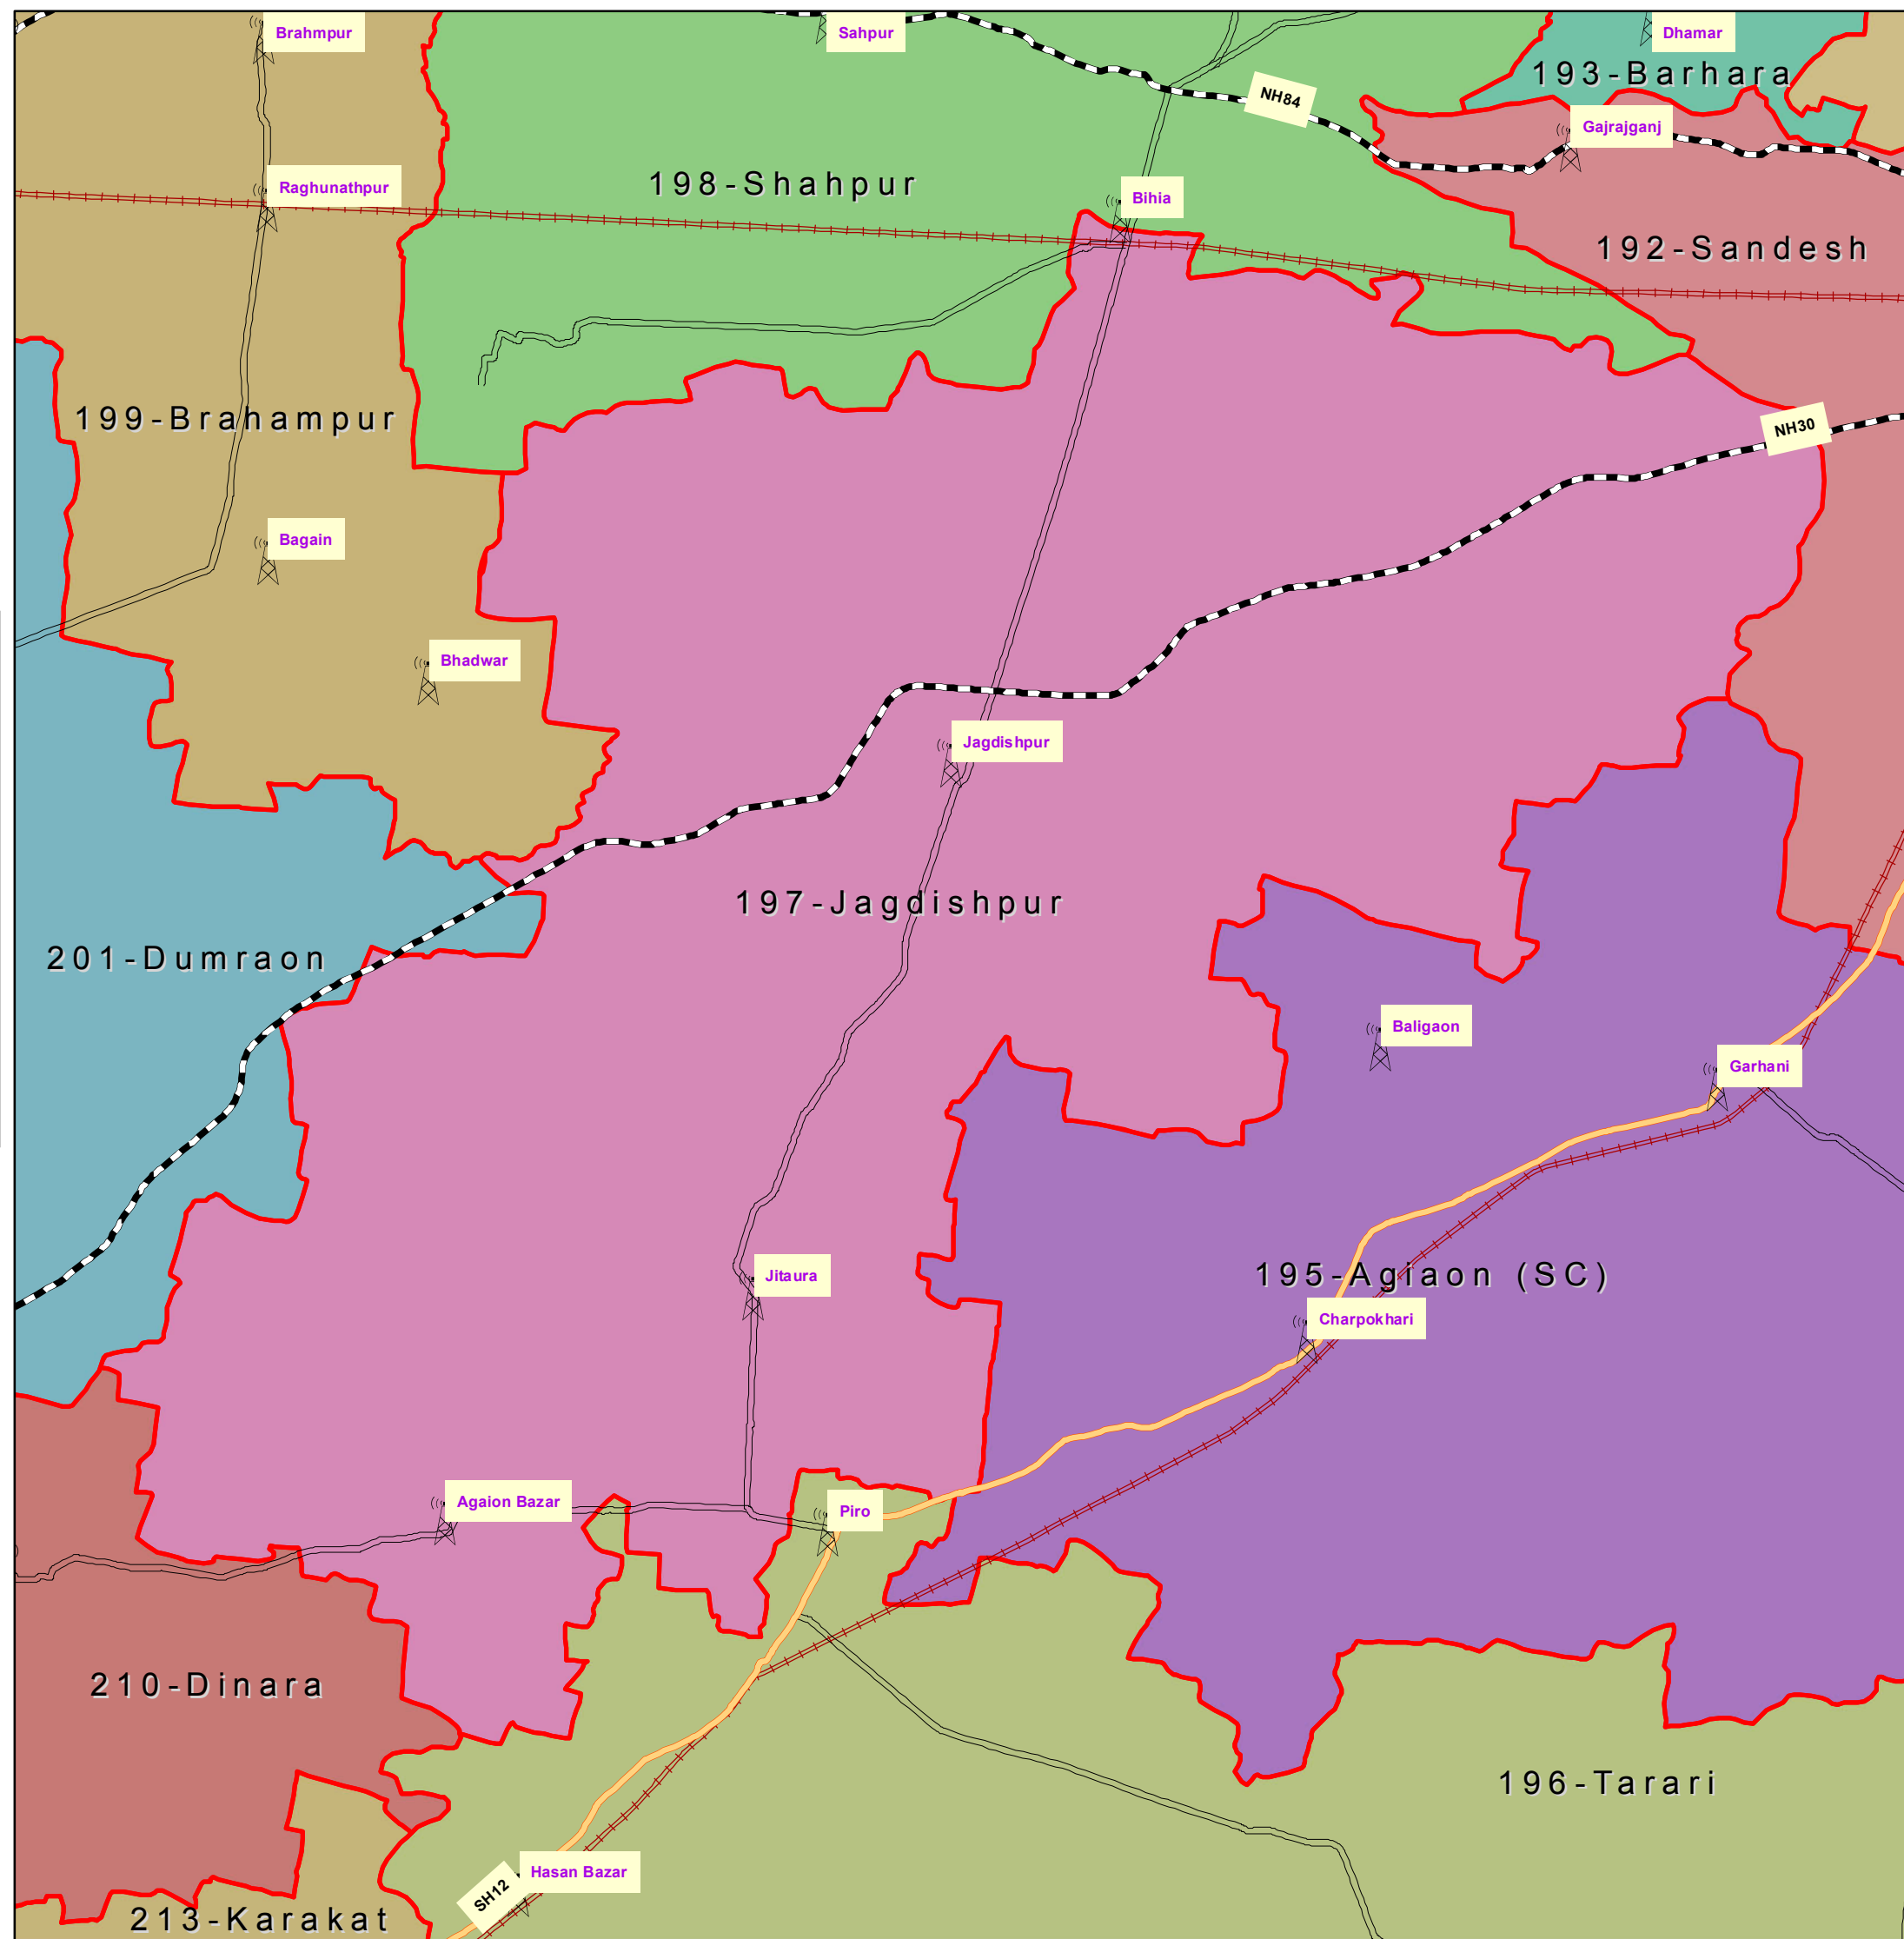 Brahmpur
Sahpur
Dhamar
193-Barhara
NH84
Gajrajganj
198-Shahpur
Raghunathpur
Bihia
192-Sandesh
199-Brahampur
NH30
Bagain
Bhadwar
Jagdishpur
197-Jagdishpur
201-Dumraon
Baligaon
Garhani
195-Agiaon (SC)
Jitaura
Charpokhari
Agaion Bazar
Piro
210-Dinara
196-Tarari
Hasan Bazar
SH12
213-Karakat